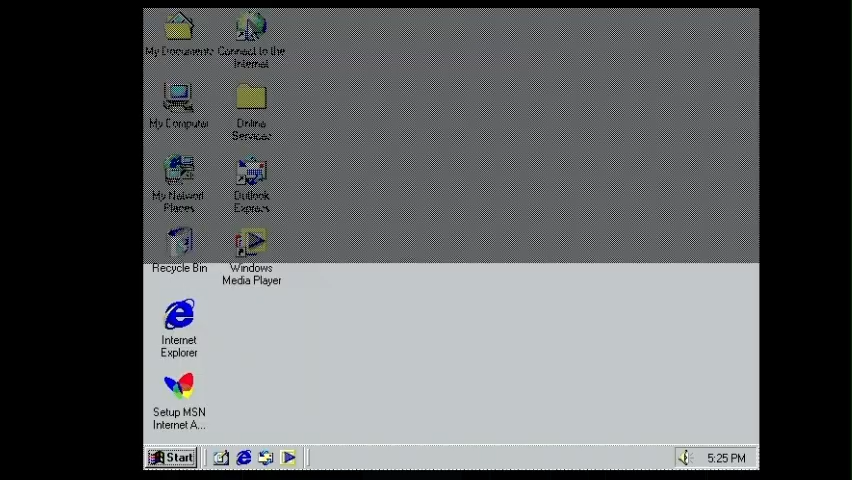 My Documents
Connect to the
Internet
My Computer
Online
Services
My Network
Places
Outlook
Express
Recycle Bin
Windows
Media Player
Internet
Explorer
Setup MSN
Internet A...
Start
5:25 PM